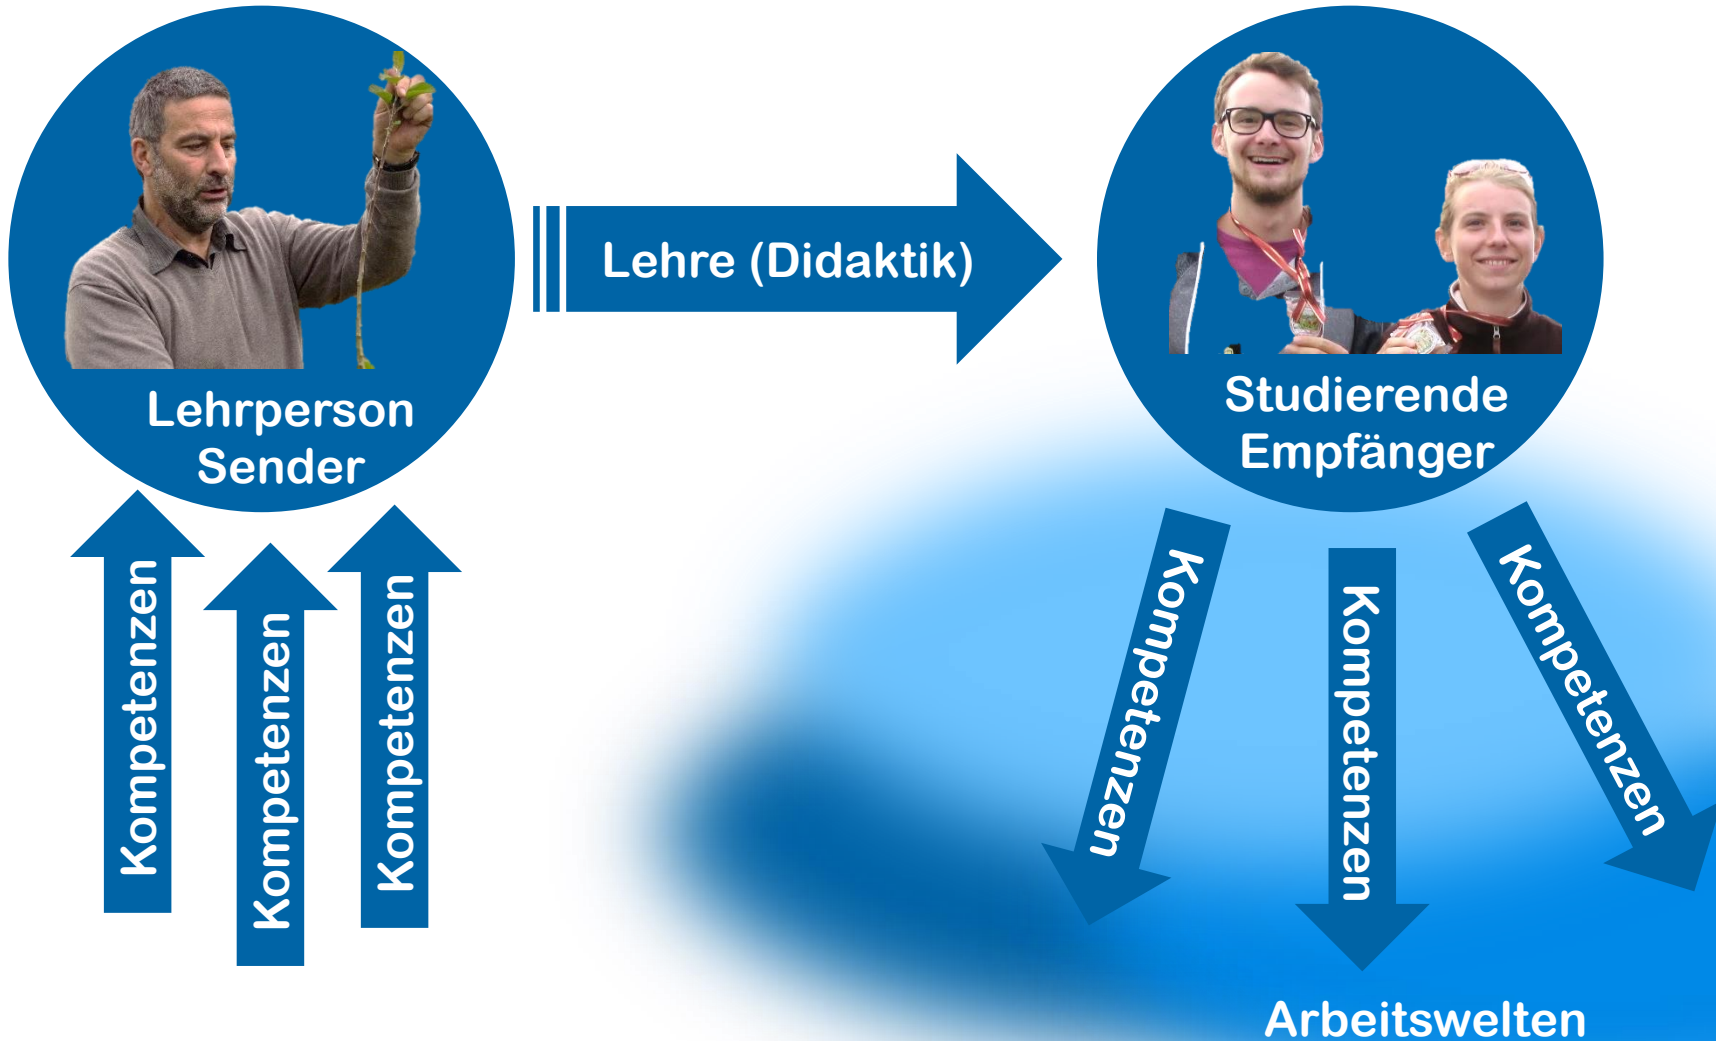 Lehrperson
Sender
Lehre (Didaktik)
Studierende
Empfänger
Kompetenzen
Kompetenzen
Kompetenzen
Kompetenzen
Kompetenzen
Kompetenzen
Arbeitswelten